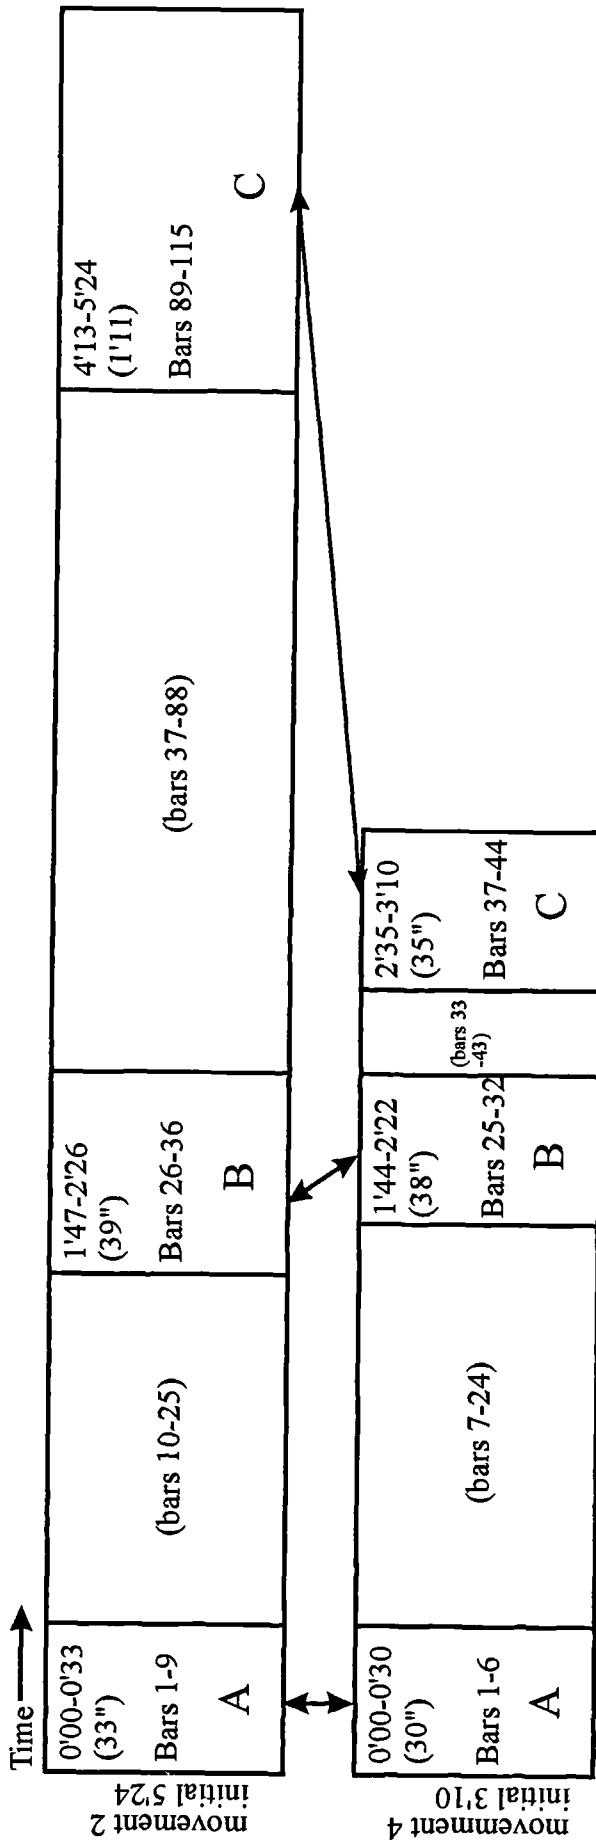 Time
movement 2
initial 5'24
0'00-0'33
(33")
Bars 1-9
A
(bars 10-25)
1'47-2'26
(39")
Bars 26-36
B
(bars 37-88)
4'13-5'24
(1'11)
Bars 89-115
C
movemment 4
initial 3'10
0'00-0'30
(30")
Bars 1-6
A
(bars 7-24)
1'44-2'22
(38")
Bars 25-32
B
(bars 33
-43)
2'35-3'10
(35")
Bars 37-44
C